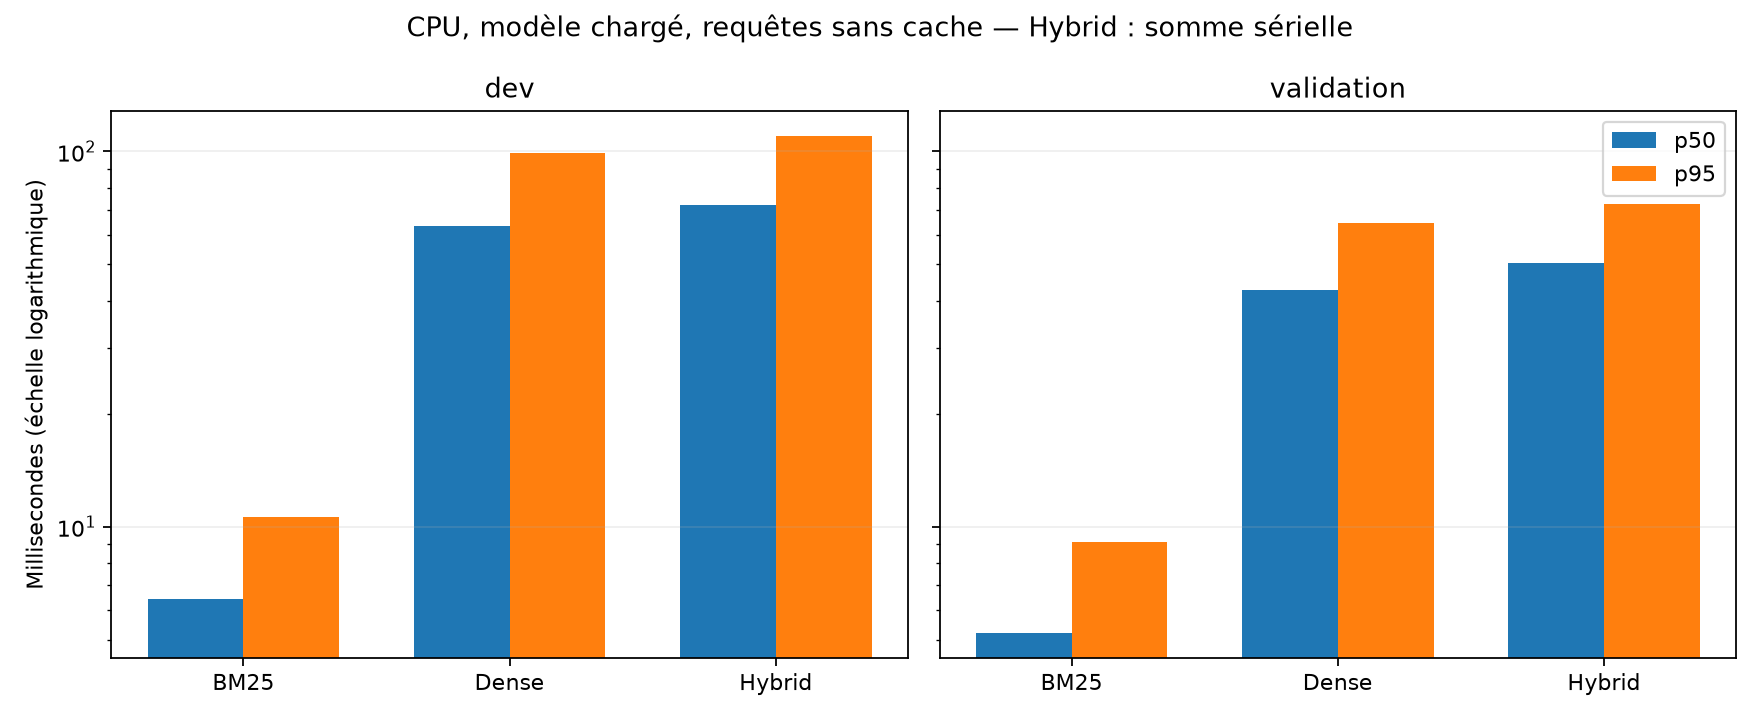 CPU, modèle chargé, requêtes sans cache — Hybrid : somme sérielle
dev
validation
Millisecondes (échelle logarithmique)
10²
10¹
p50
p95
BM25 Dense Hybrid
BM25 Dense Hybrid